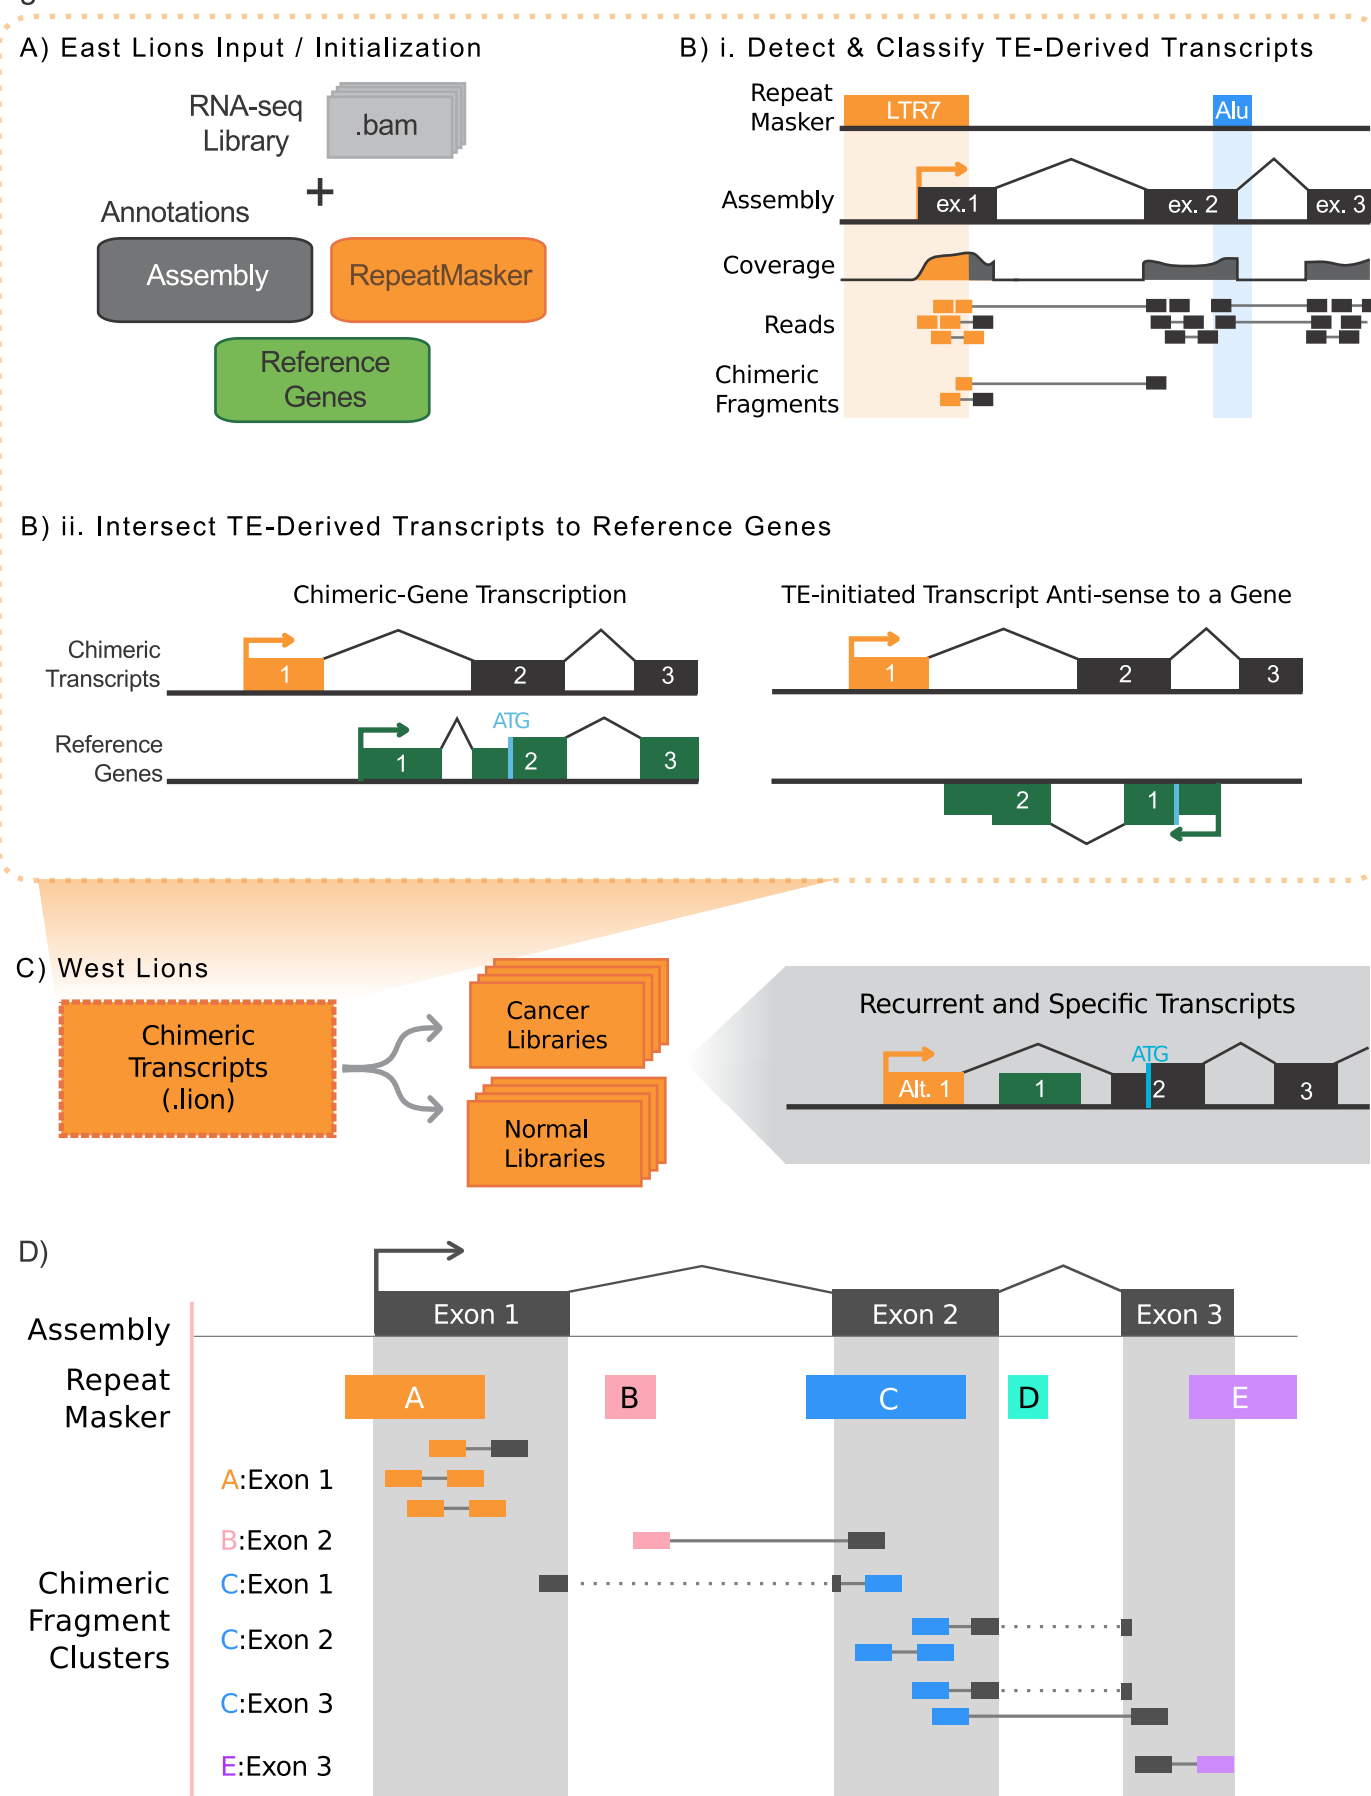 A) East Lions Input / Initialization
RNA-seq
Library
.bam
+
Annotations
Assembly
RepeatMasker
Reference
Genes
B) i. Detect & Classify TE-Derived Transcripts
Repeat
Masker
LTR7
Alu
Assembly
ex.1
ex. 2
ex. 3
Coverage
Reads
Chimeric
Fragments
B) ii. Intersect TE-Derived Transcripts to Reference Genes
Chimeric-Gene Transcription
Chimeric
Transcripts
1
2
3
Reference
Genes
1
ATG
2
3
TE-initiated Transcript Anti-sense to a Gene
1
2
3
2
1
C) West Lions
Chimeric
Transcripts
(.lion)
Cancer
Libraries
Normal
Libraries
Recurrent and Specific Transcripts
Alt. 1
1
ATG
2
3
D)
Assembly
Exon 1
Exon 2
Exon 3
Repeat
Masker
A
B
C
D
E
Chimeric
Fragment
Clusters
A:Exon 1
B:Exon 2
C:Exon 1
C:Exon 2
C:Exon 3
E:Exon 3